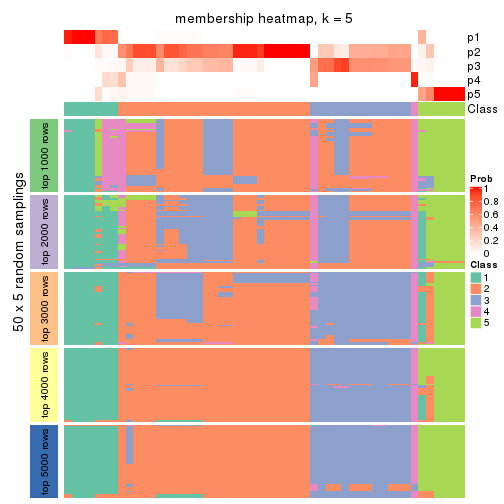 membership heatmap, k = 5
p1
p2
p3
p4
p5
Class
50 x 5 random samplings
top 1000 rows
top 2000 rows
top 3000 rows
top 4000 rows
top 5000 rows
Prob
1
0.8
0.6
0.4
0.2
0
Class
1
2
3
4
5